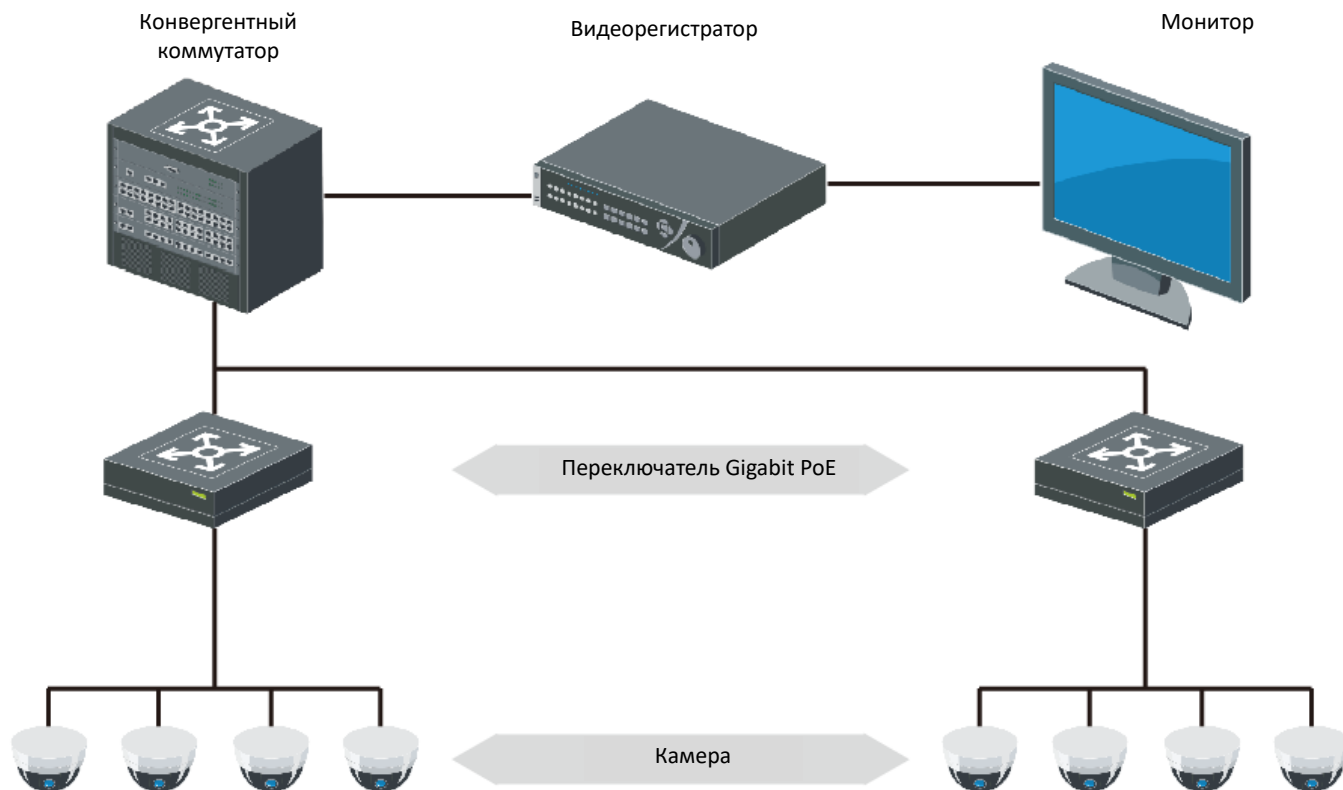 Конвергентный
коммутатор
Видеорегистратор
Монитор
Переключатель Gigabit PoE
Камера